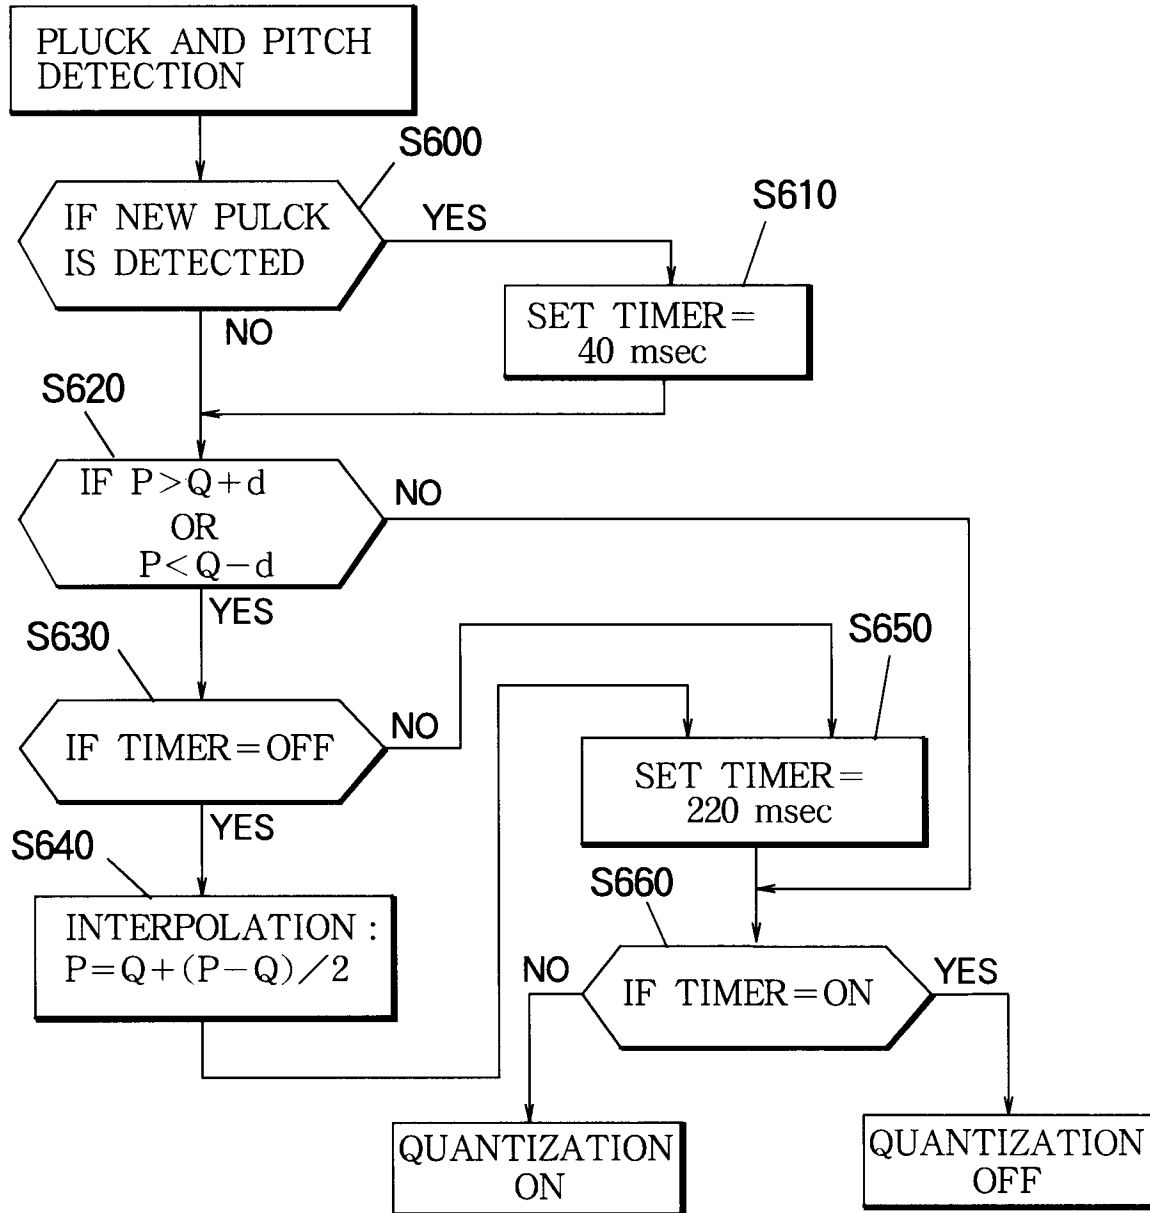 PLUCK AND PITCH
DETECTION
S600
IF NEW PULCK
IS DETECTED
YES
NO
S610
SET TIMER=
40 msec
S620
IF P>Q+d
OR
P<Q−d
NO
YES
S630
IF TIMER=OFF
NO
YES
S650
SET TIMER=
220 msec
S640
INTERPOLATION:
P=Q+(P−Q)/2
S660
IF TIMER=ON
NO
YES
QUANTIZATION
ON
QUANTIZATION
OFF